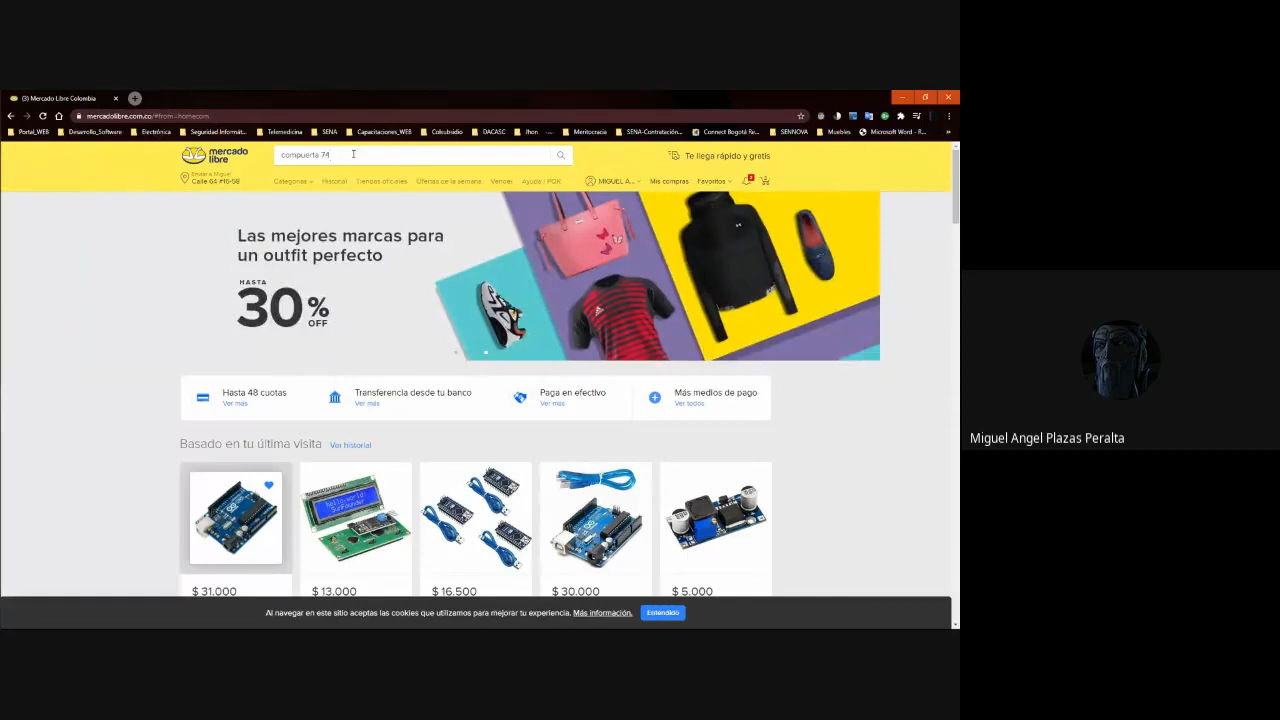 (3) Mercado Libre Colombia
mercadolibre.com.co/#from=homecom
Portal_WEB Desarrollo_Software Electrónica Seguridad Informát... Telemedicina SENA Capacitaciones_WEB Colsubsidio DACASC Jhon Meritocracia SENA-Contratación... Connect Bogotá Re... SENNOVA Muebles Microsoft Word - R...
mercado
libre
compuerta 74
Te llega rápido y gratis
Enviar a Miguel
Calle 64 #16-58
Categorías Historial Tiendas oficiales Ofertas de la semana Vender Ayuda / PQR MIGUEL A... Mis compras Favoritos
Las mejores marcas para
un outfit perfecto
HASTA
30 %
OFF
Hasta 48 cuotas
Ver más
Transferencia desde tu banco
Ver más
Paga en efectivo
Ver más
Más medios de pago
Ver todos
Basado en tu última visita Ver historial
$ 31.000 $ 13.000 $ 16.500 $ 30.000 $ 5.000
Al navegar en este sitio aceptas las cookies que utilizamos para mejorar tu experiencia. Más información. Entendido
Miguel Angel Plazas Peralta